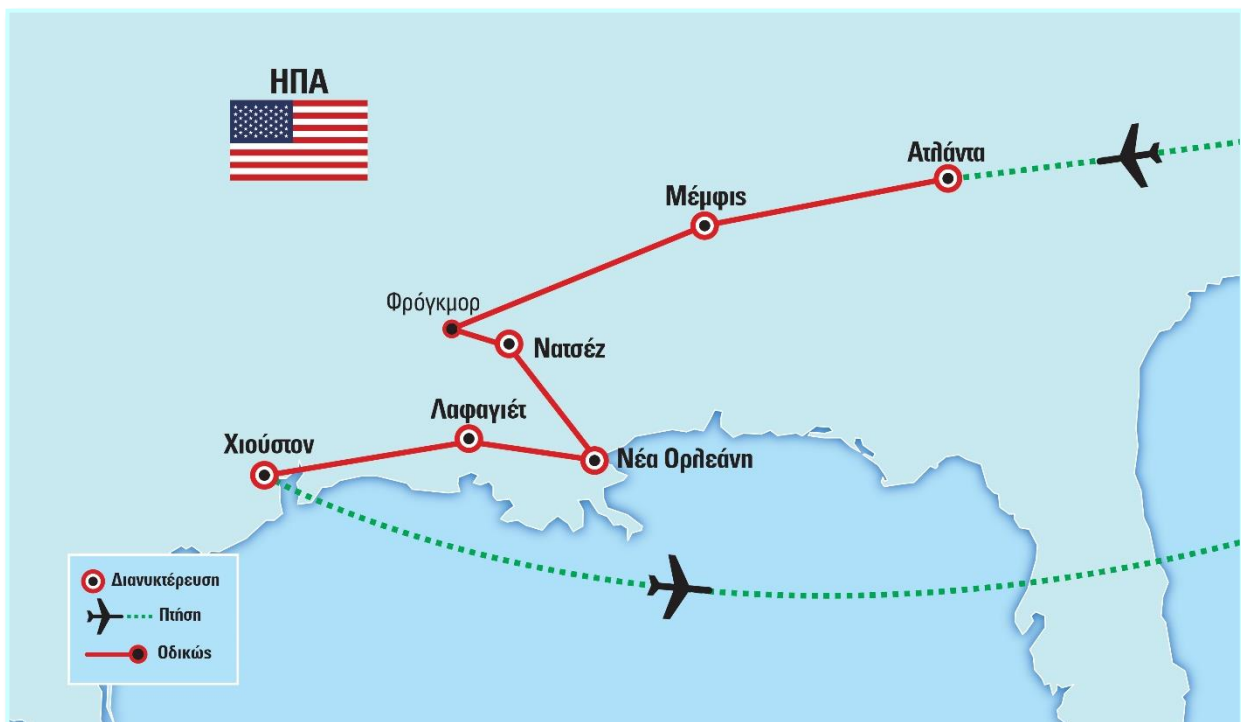 ΗΠΑ
Ατλάντα
Μέμφις
Φρόγκμορ
Νατσέζ
Λαφαγιέτ
Χιούστον
Νέα Ορλεάνη
Διανυκτέρευση
Πτήση
Οδικώς